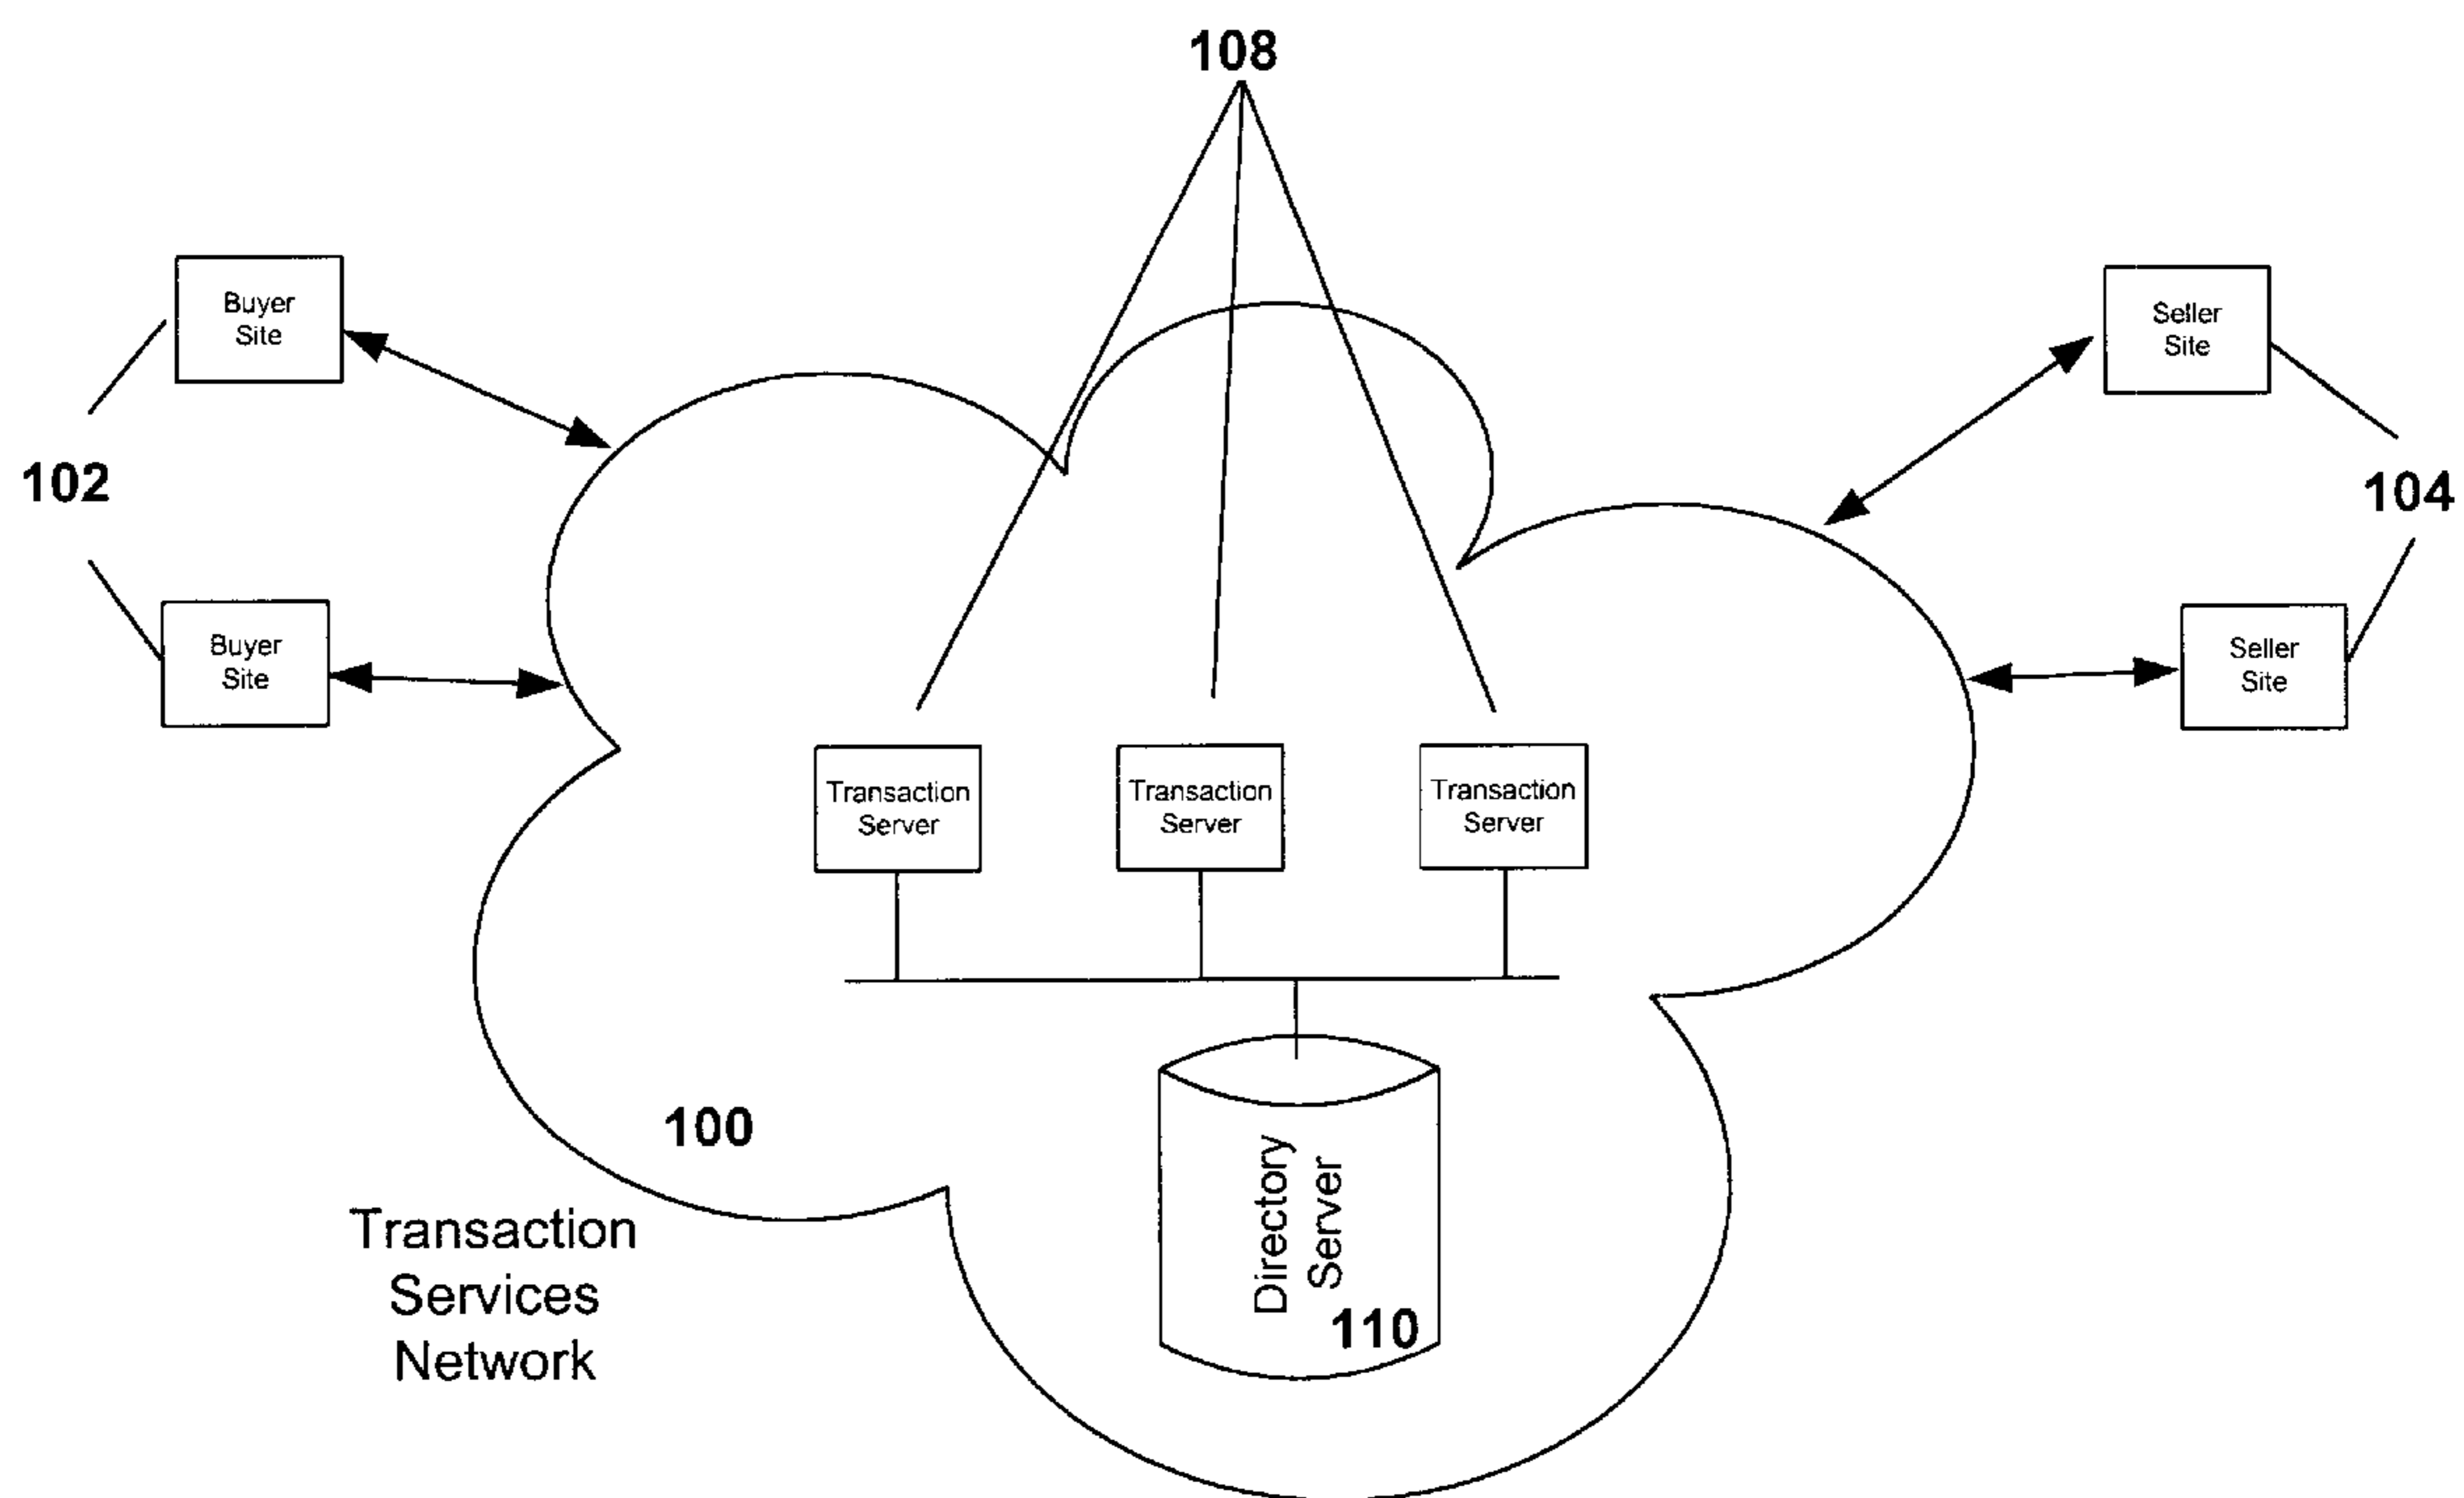 108
Buyer
Site
Seller
Site
102
104
Buyer
Site
Seller
Site
Transaction
Server
Transaction
Server
Transaction
Server
100
Directory
Server
110
Transaction
Services
Network